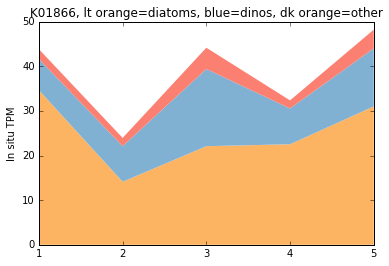 K01866, lt orange=diatoms, blue=dinos, dk orange=other
50
40
30
20
10
0
In situ TPM
1 2 3 4 5